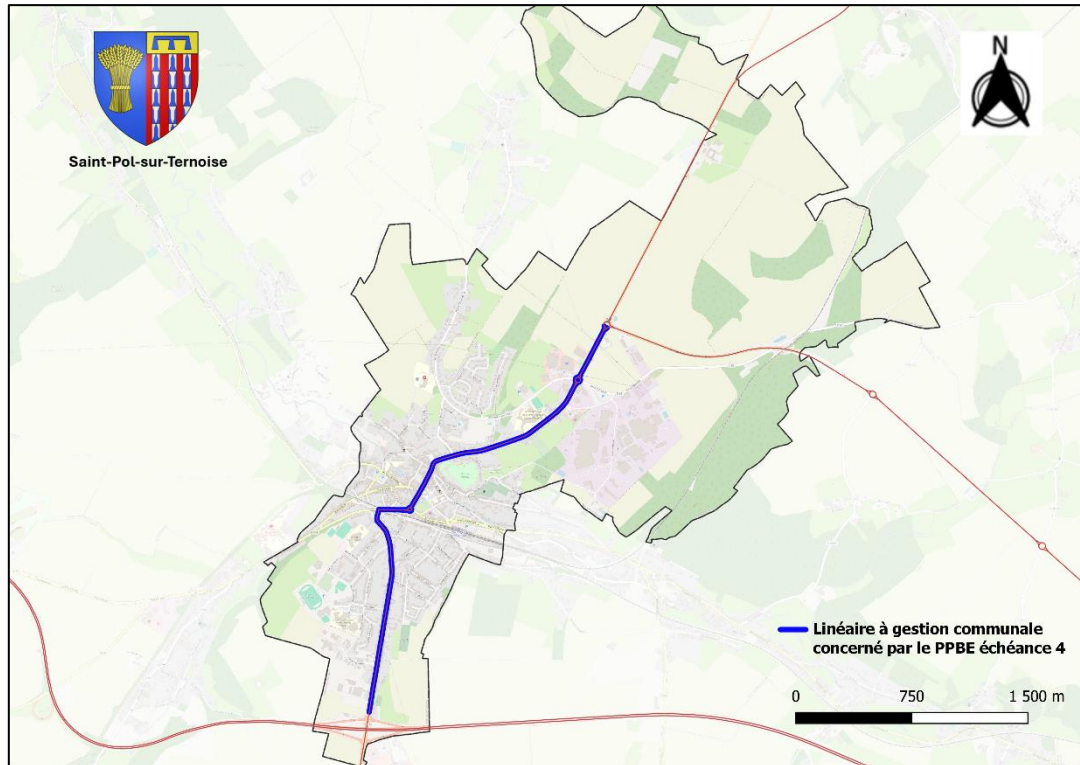 N
Saint-Pol-sur-Ternoise
Linéaire à gestion communale
concerné par le PPBE échéance 4
0 750 1 500 m